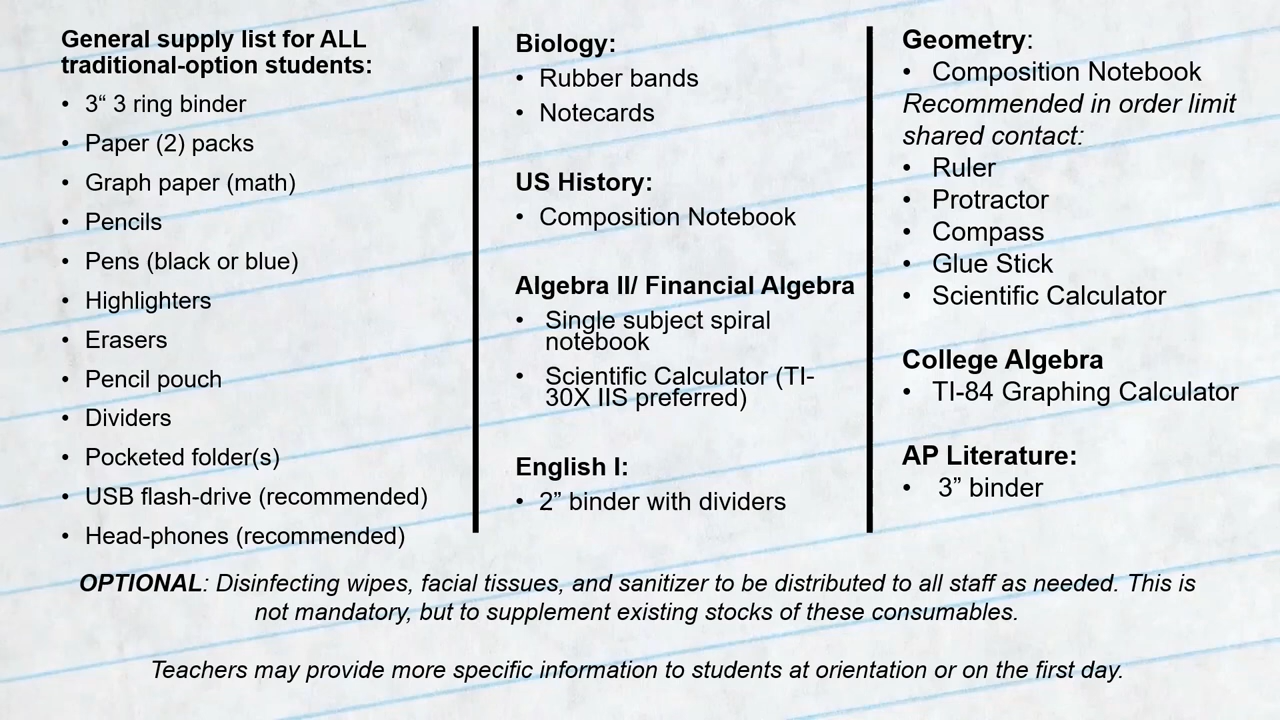 General supply list for ALL
traditional-option students:
• 3“ 3 ring binder
• Paper (2) packs
• Graph paper (math)
• Pencils
• Pens (black or blue)
• Highlighters
• Erasers
• Pencil pouch
• Dividers
• Pocketed folder(s)
• USB flash-drive (recommended)
• Head-phones (recommended)
Biology:
• Rubber bands
• Notecards
US History:
• Composition Notebook
Algebra II/ Financial Algebra
• Single subject spiral
notebook
• Scientific Calculator (TI-
30X IIS preferred)
English I:
• 2” binder with dividers
Geometry:
• Composition Notebook
Recommended in order limit
shared contact:
• Ruler
• Protractor
• Compass
• Glue Stick
• Scientific Calculator
College Algebra
• TI-84 Graphing Calculator
AP Literature:
• 3” binder
OPTIONAL: Disinfecting wipes, facial tissues, and sanitizer to be distributed to all staff as needed. This is
not mandatory, but to supplement existing stocks of these consumables.
Teachers may provide more specific information to students at orientation or on the first day.